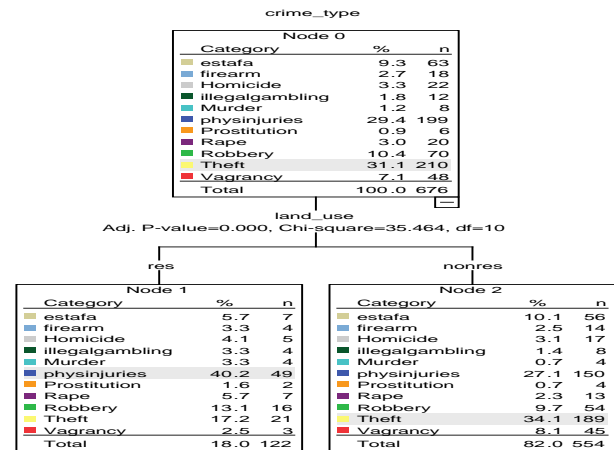 crime_type
Node 0
Category % n
estafa 9.3 63
firearm 2.7 18
Homicide 3.3 22
illegalgambling 1.8 12
Murder 1.2 8
physinjuries 29.4 199
Prostitution 0.9 6
Rape 3.0 20
Robbery 10.4 70
Theft 31.1 210
Vagrancy 7.1 48
Total 100.0 676
land_use
Adj. P-value=0.000, Chi-square=35.464, df=10
res
nonres
Node 1
Category % n
estafa 5.7 7
firearm 3.3 4
Homicide 4.1 5
illegalgambling 3.3 4
Murder 3.3 4
physinjuries 40.2 49
Prostitution 1.6 2
Rape 5.7 7
Robbery 13.1 16
Theft 17.2 21
Vagrancy 2.5 3
Total 18.0 122
Node 2
Category % n
estafa 10.1 56
firearm 2.5 14
Homicide 3.1 17
illegalgambling 1.4 8
Murder 0.7 4
physinjuries 27.1 150
Prostitution 0.7 4
Rape 2.3 13
Robbery 9.7 54
Theft 34.1 189
Vagrancy 8.1 45
Total 82.0 554